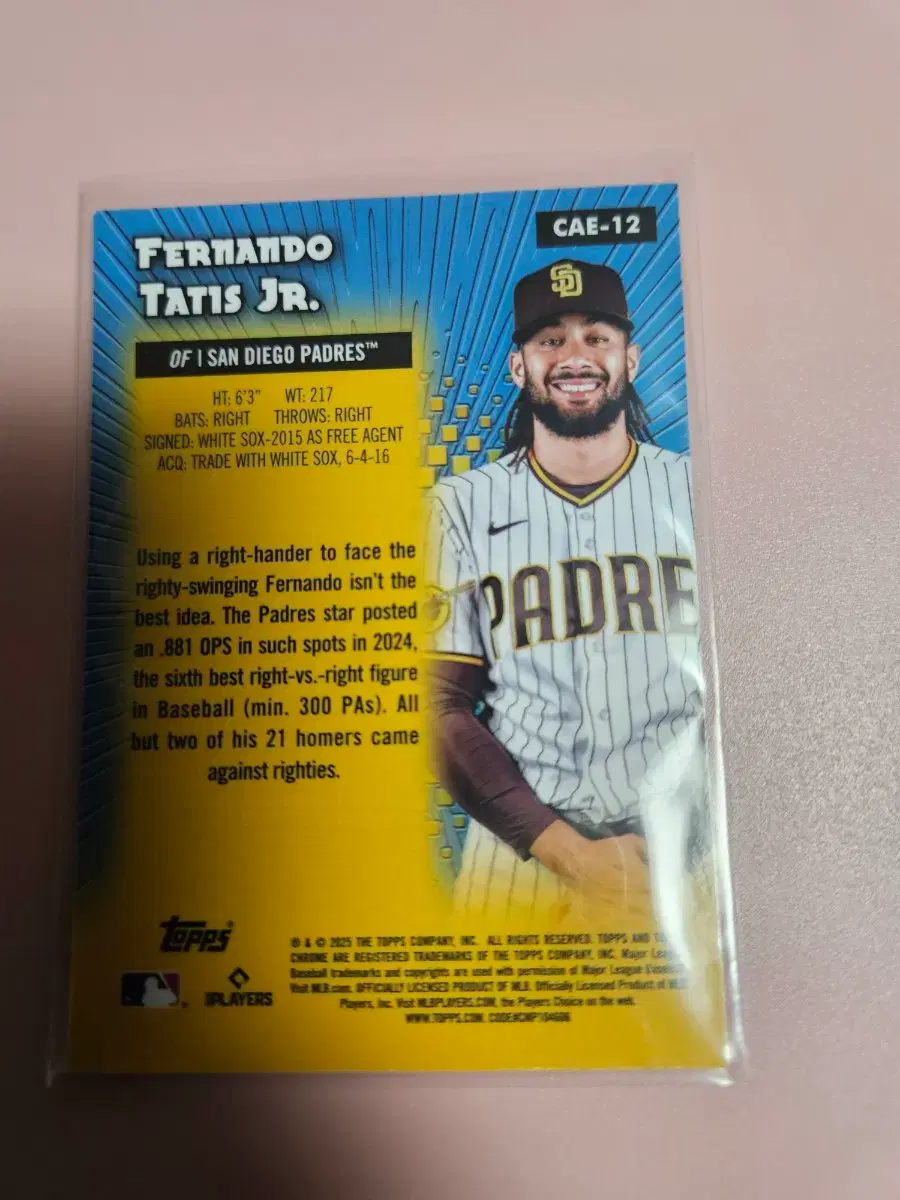 CAE-12
FERNANDO
TATIS JR.
OF | SAN DIEGO PADRES™
HT: 6'3" WT: 217
BATS: RIGHT THROWS: RIGHT
SIGNED: WHITE SOX-2015 AS FREE AGENT
ACQ: TRADE WITH WHITE SOX, 6-4-16
SD
PADRE
Using a right-hander to face the
righty-swinging Fernando isn't the
best idea. The Padres star posted
an .881 OPS in such spots in 2024,
the sixth best right-vs.-right figure
in Baseball (min. 300 PAs). All
but two of his 21 homers came
against righties.
topps®
PLAYERS
® & © 2025 THE TOPPS COMPANY, INC. ALL RIGHTS RESERVED. TOPPS AND
CHROME ARE REGISTERED TRADEMARKS OF THE TOPPS COMPANY, INC. Major
Baseball trademarks and copyrights are used with permission of Major League
Visit MLB.com. OFFICIALLY LICENSED PRODUCT OF MLB. Officially Licensed Product of
Players, Inc. Visit MLBPLAYERS.COM, the Players Choice on the web.
WWW.TOPPS.COM.